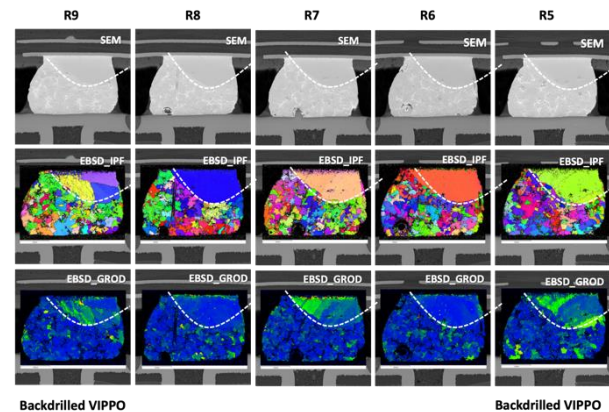 R9 R8 R7 R6 R5
SEM SEM SEM SEM SEM
EBSD_IPF EBSD_IPF EBSD_IPF EBSD_IPF EBSD_IPF
EBSD_GROD EBSD_GROD EBSD_GROD EBSD_GROD EBSD_GROD
Backdrilled VIPPO Backdrilled VIPPO